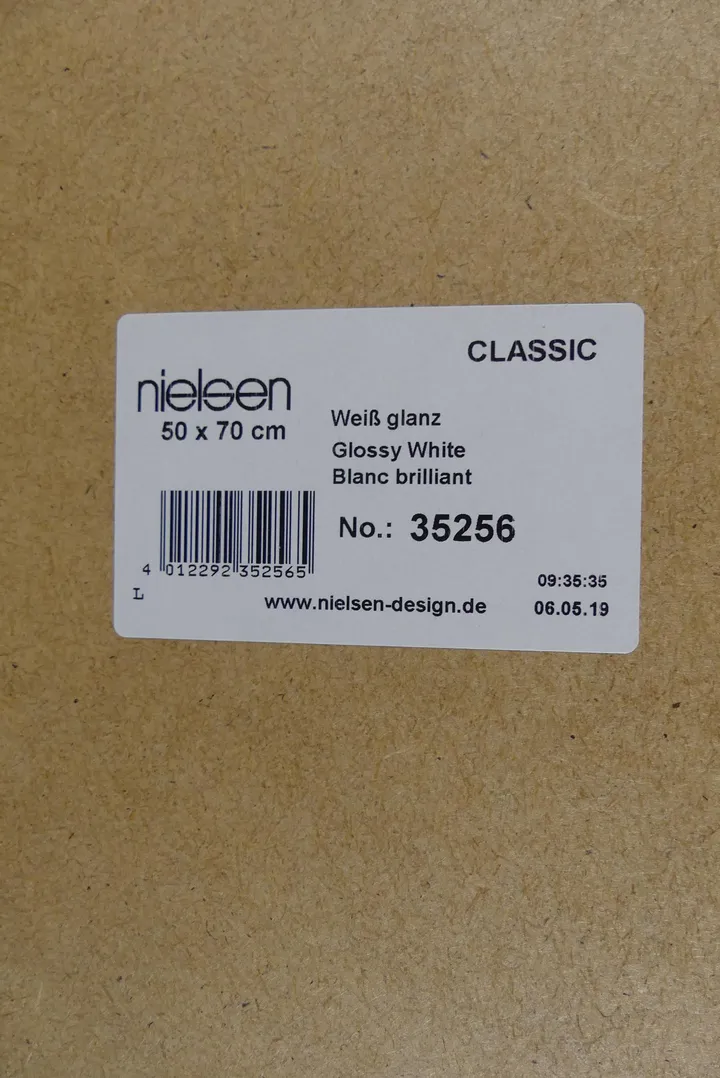 CLASSIC
nielsen
50 x 70 cm
Weiß glanz
Glossy White
Blanc brilliant
No.: 35256
4 012292 352565
L
www.nielsen-design.de
09:35:35
06.05.19